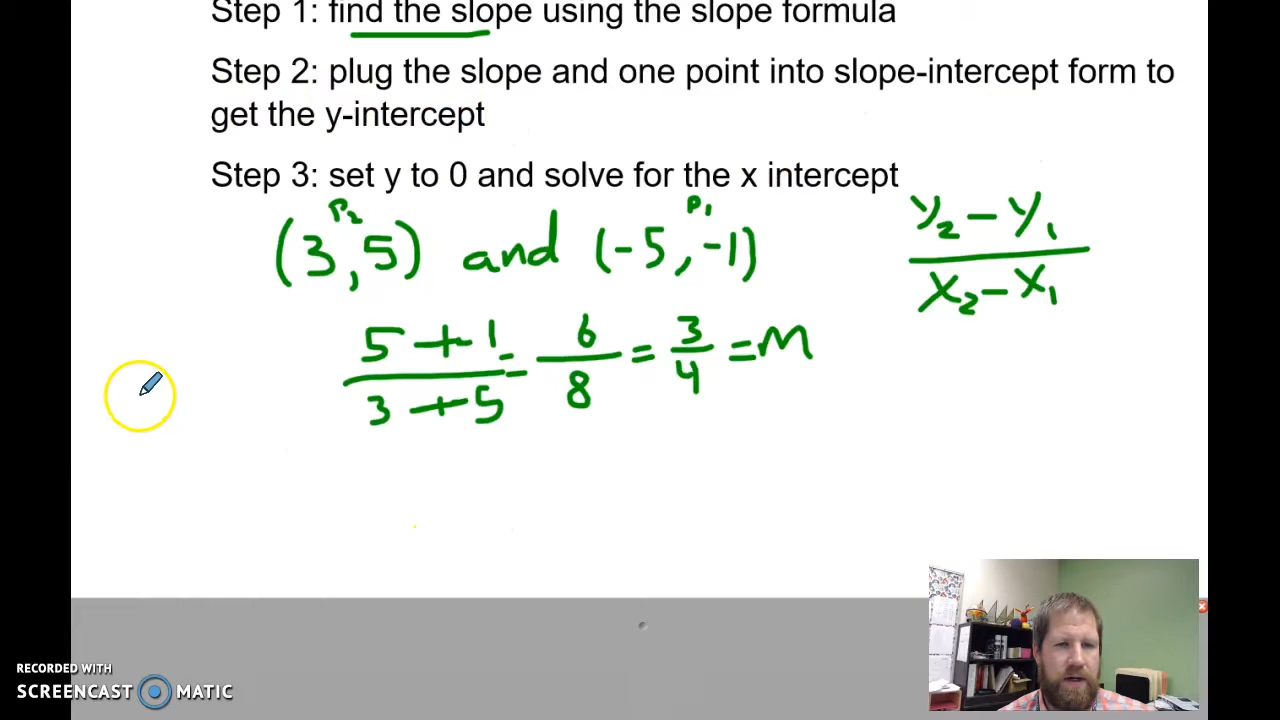 Step 1: find the slope using the slope formula
Step 2: plug the slope and one point into slope-intercept form to
get the y-intercept
Step 3: set y to 0 and solve for the x intercept
P₂ P₁
(3,5) and (-5,-1)
y₂ - y₁
x₂ - x₁
5 + 1 / 3 + 5 = 6 / 8 = 3 / 4 = m
RECORDED WITH
SCREENCAST MATIC